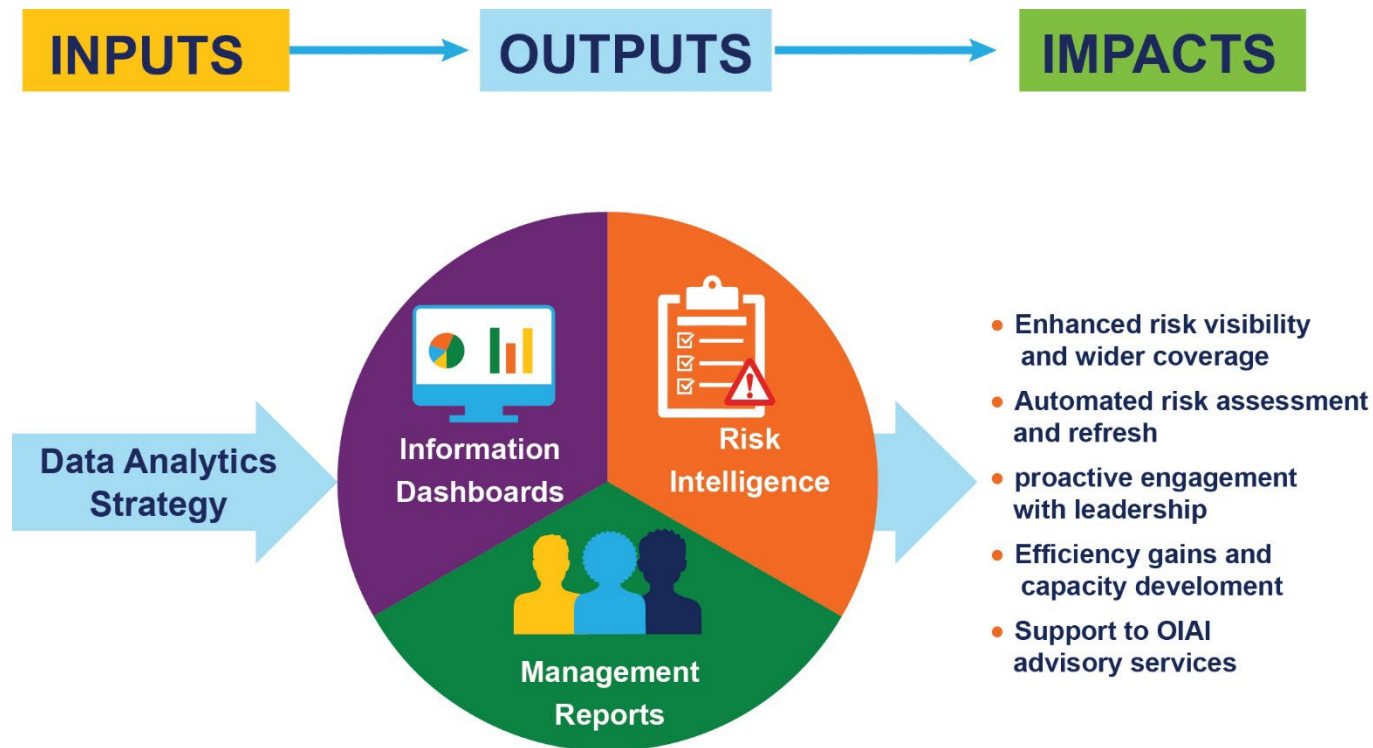 INPUTS
OUTPUTS
IMPACTS
Data Analytics
Strategy
Information
Dashboards
Risk
Intelligence
Management
Reports
• Enhanced risk visibility
and wider coverage
• Automated risk assessment
and refresh
• proactive engagement
with leadership
• Efficiency gains and
capacity develoment
• Support to OIAI
advisory services